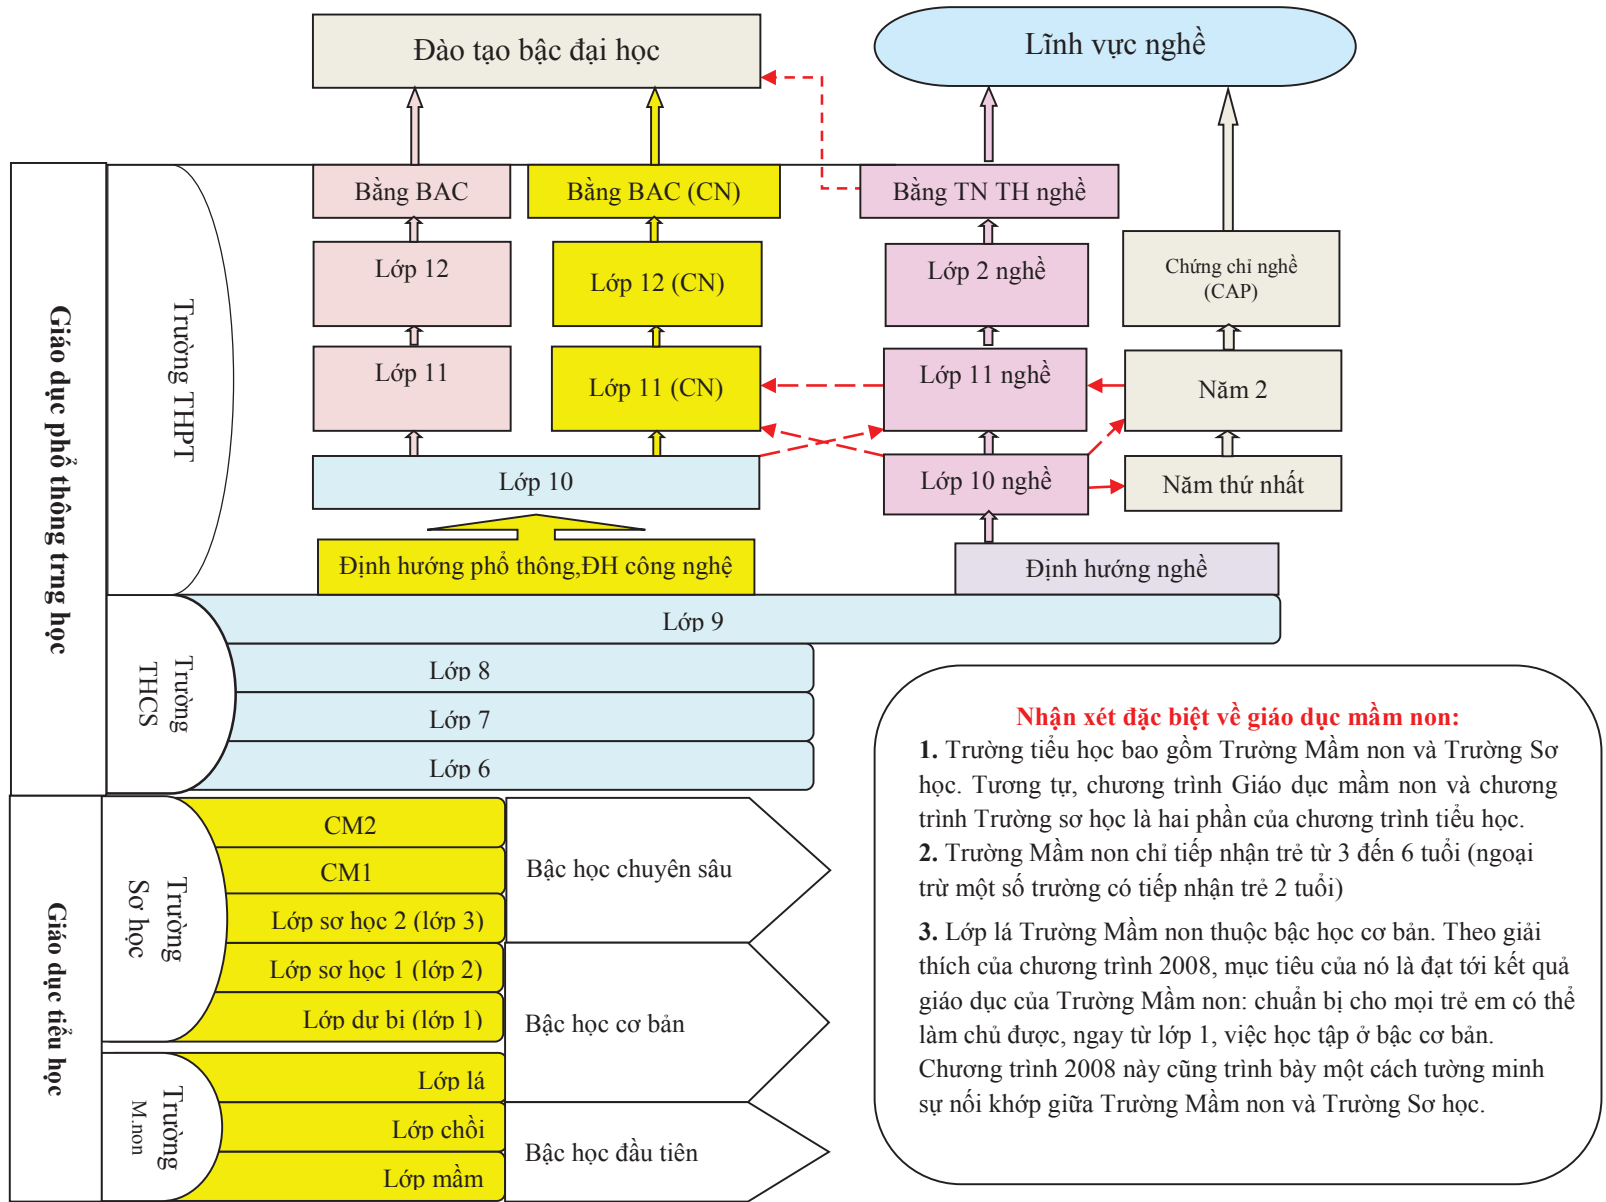 Đào tạo bậc đại học
Lĩnh vực nghề
Bằng BAC
Bằng BAC (CN)
Bằng TN TH nghề
Lớp 12
Lớp 12 (CN)
Lớp 2 nghề
Chứng chỉ nghề
(CAP)
Lớp 11
Lớp 11 (CN)
Lớp 11 nghề
Năm 2
Lớp 10
Lớp 10 nghề
Năm thứ nhất
Định hướng phổ thông,ĐH công nghệ
Định hướng nghề
Giáo dục phổ thông trng học
Trường THPT
Trường
THCS
Lớp 9
Lớp 8
Lớp 7
Lớp 6
Giáo dục tiểu học
Trường
Sơ học
CM2
CM1
Lớp sơ học 2 (lớp 3)
Lớp sơ học 1 (lớp 2)
Lớp dự bị (lớp 1)
Trường
M.non
Lớp lá
Lớp chồi
Lớp mầm
Bậc học chuyên sâu
Bậc học cơ bản
Bậc học đầu tiên
Nhận xét đặc biệt về giáo dục mầm non:
1. Trường tiểu học bao gồm Trường Mầm non và Trường Sơ
học. Tương tự, chương trình Giáo dục mầm non và chương
trình Trường sơ học là hai phần của chương trình tiểu học.
2. Trường Mầm non chỉ tiếp nhận trẻ từ 3 đến 6 tuổi (ngoại
trừ một số trường có tiếp nhận trẻ 2 tuổi)
3. Lớp lá Trường Mầm non thuộc bậc học cơ bản. Theo giải
thích của chương trình 2008, mục tiêu của nó là đạt tới kết quả
giáo dục của Trường Mầm non: chuẩn bị cho mọi trẻ em có thể
làm chủ được, ngay từ lớp 1, việc học tập ở bậc cơ bản.
Chương trình 2008 này cũng trình bày một cách tường minh
sự nối khớp giữa Trường Mầm non và Trường Sơ học.